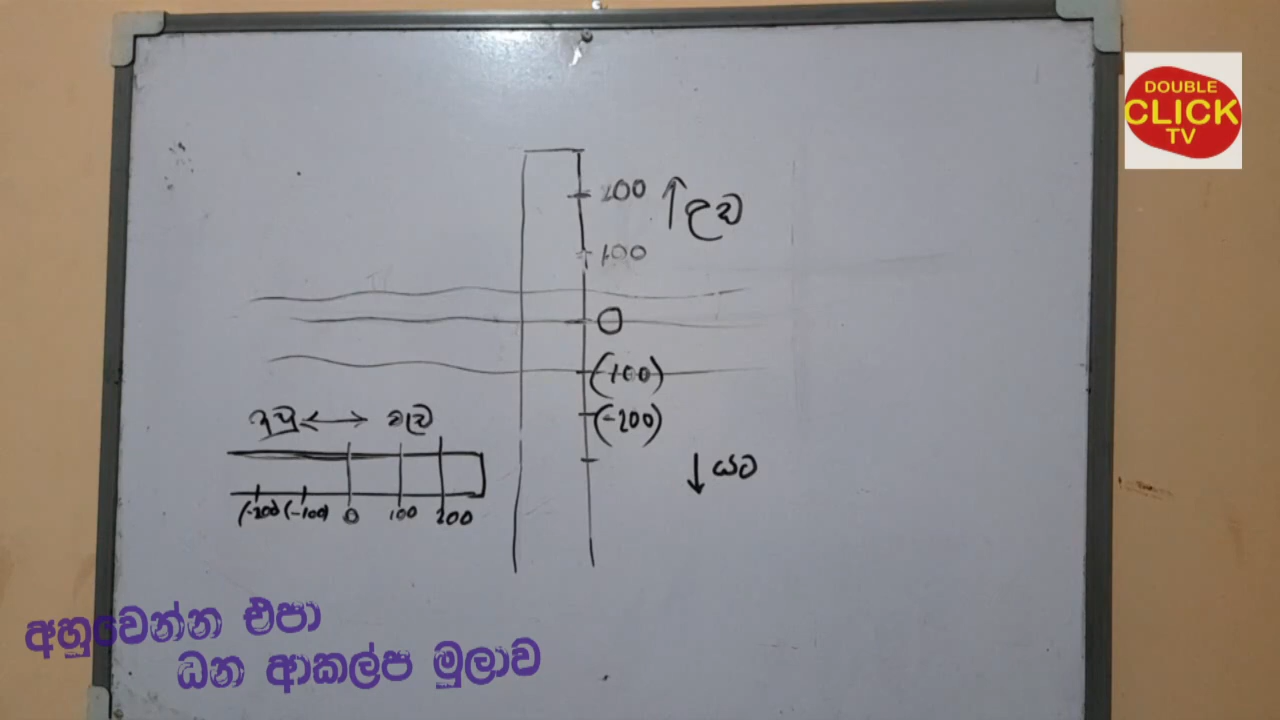 DOUBLE
CLICK
TV
200
↑ උඩ
100
0
(-100)
(-200)
↓ යට
අඩු ↔ වැඩි
(-200) (-100) 0 100 200
අහුවෙන්න එපා
ධන ආකල්ප මුලාව